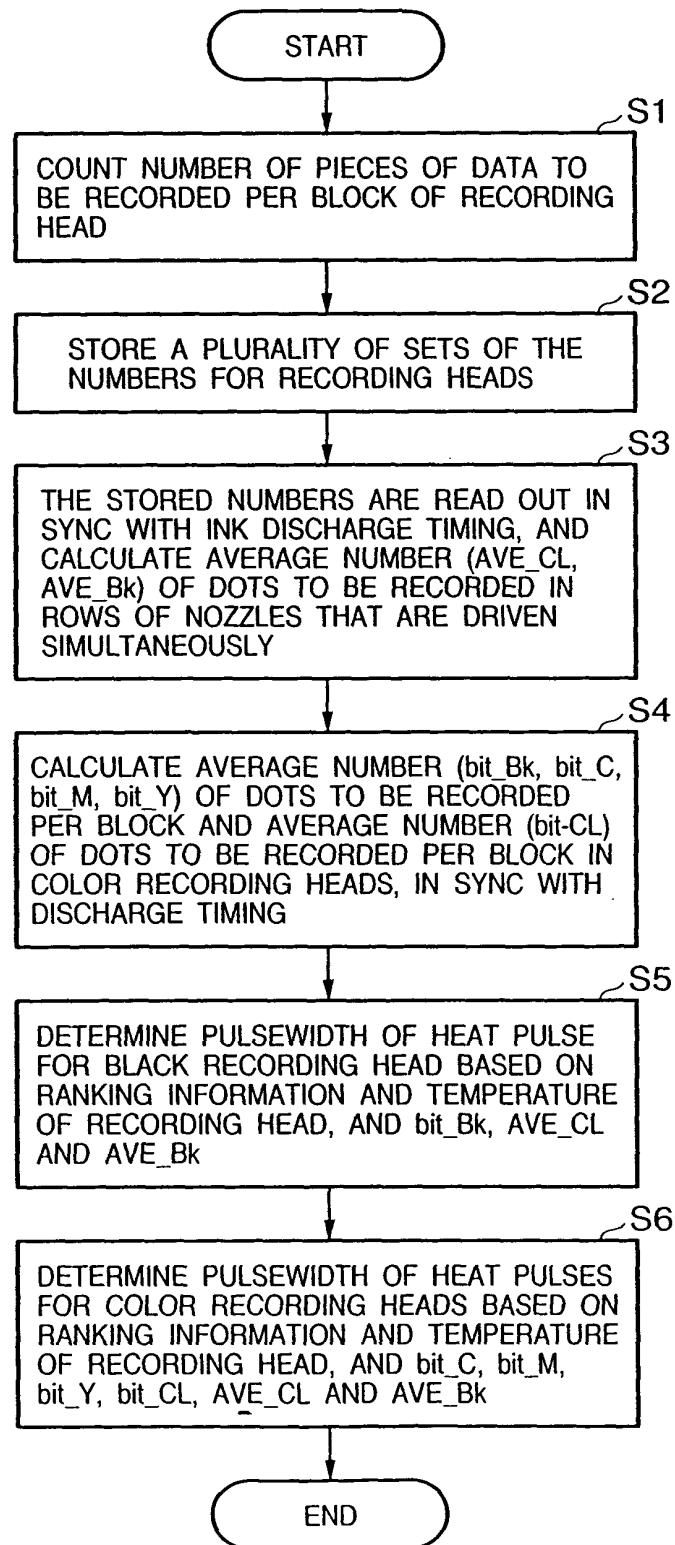 START
S1
COUNT NUMBER OF PIECES OF DATA TO
BE RECORDED PER BLOCK OF RECORDING
HEAD
S2
STORE A PLURALITY OF SETS OF THE
NUMBERS FOR RECORDING HEADS
S3
THE STORED NUMBERS ARE READ OUT IN
SYNC WITH INK DISCHARGE TIMING, AND
CALCULATE AVERAGE NUMBER (AVE_CL,
AVE_Bk) OF DOTS TO BE RECORDED IN
ROWS OF NOZZLES THAT ARE DRIVEN
SIMULTANEOUSLY
S4
CALCULATE AVERAGE NUMBER (bit_Bk, bit_C,
bit_M, bit_Y) OF DOTS TO BE RECORDED
PER BLOCK AND AVERAGE NUMBER (bit-CL)
OF DOTS TO BE RECORDED PER BLOCK IN
COLOR RECORDING HEADS, IN SYNC WITH
DISCHARGE TIMING
S5
DETERMINE PULSEWIDTH OF HEAT PULSE
FOR BLACK RECORDING HEAD BASED ON
RANKING INFORMATION AND TEMPERATURE
OF RECORDING HEAD, AND bit_Bk, AVE_CL
AND AVE_Bk
S6
DETERMINE PULSEWIDTH OF HEAT PULSES
FOR COLOR RECORDING HEADS BASED ON
RANKING INFORMATION AND TEMPERATURE
OF RECORDING HEAD, AND bit_C, bit_M,
bit_Y, bit_CL, AVE_CL AND AVE_Bk
END